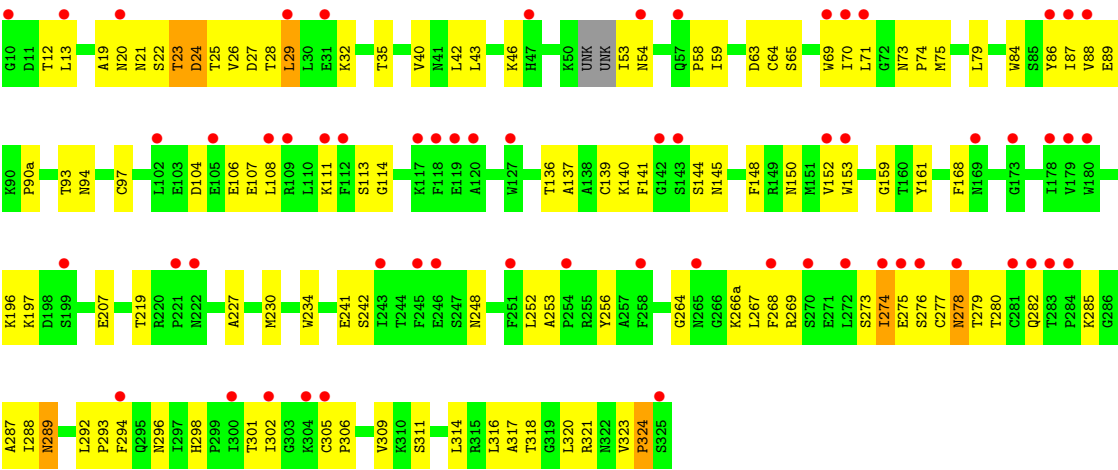 G10 D11 T12 L13 A19 N20 N21 S22 T23 D24 T25 V26 D27 T28 L29 L30 E31 K32 T35 V40 N41 L42 L43 K46 H47 K50 UNK UNK I53 N54 Q57 P58 I59 D63 C64 S65 W69 I70 L71 G72 N73 P74 M75 L79 W84 S85 Y86 I87 V88 E89
K90 P90a T93 N94 C97 L102 E103 D104 E105 E106 E107 L108 R109 L110 K111 F112 S113 G114 K117 F118 E119 A120 W127 T136 A137 A138 C139 K140 F141 G142 S143 S144 N145 F148 R149 N150 M151 V152 W153 G159 T160 Y161 F168 N169 G173 I178 V179 W180
K196 K197 D198 S199 E207 T219 R220 P221 N222 A227 M230 W234 E241 S242 I243 T244 F245 E246 S247 N248 F251 L252 A253 P254 R255 Y256 A257 F258 G264 N265 G266 K266a L267 F268 R269 S270 E271 L272 S273 I274 E275 S276 C277 N278 T279 T280 C281 Q282 T283 P284 K285 G286
A287 I288 N289 L292 P293 F294 Q295 N296 I297 H298 P299 I300 T301 I302 G303 K304 C305 P306 V309 K310 S311 L314 R315 L316 A317 T318 G319 L320 R321 N322 V323 P324 S325